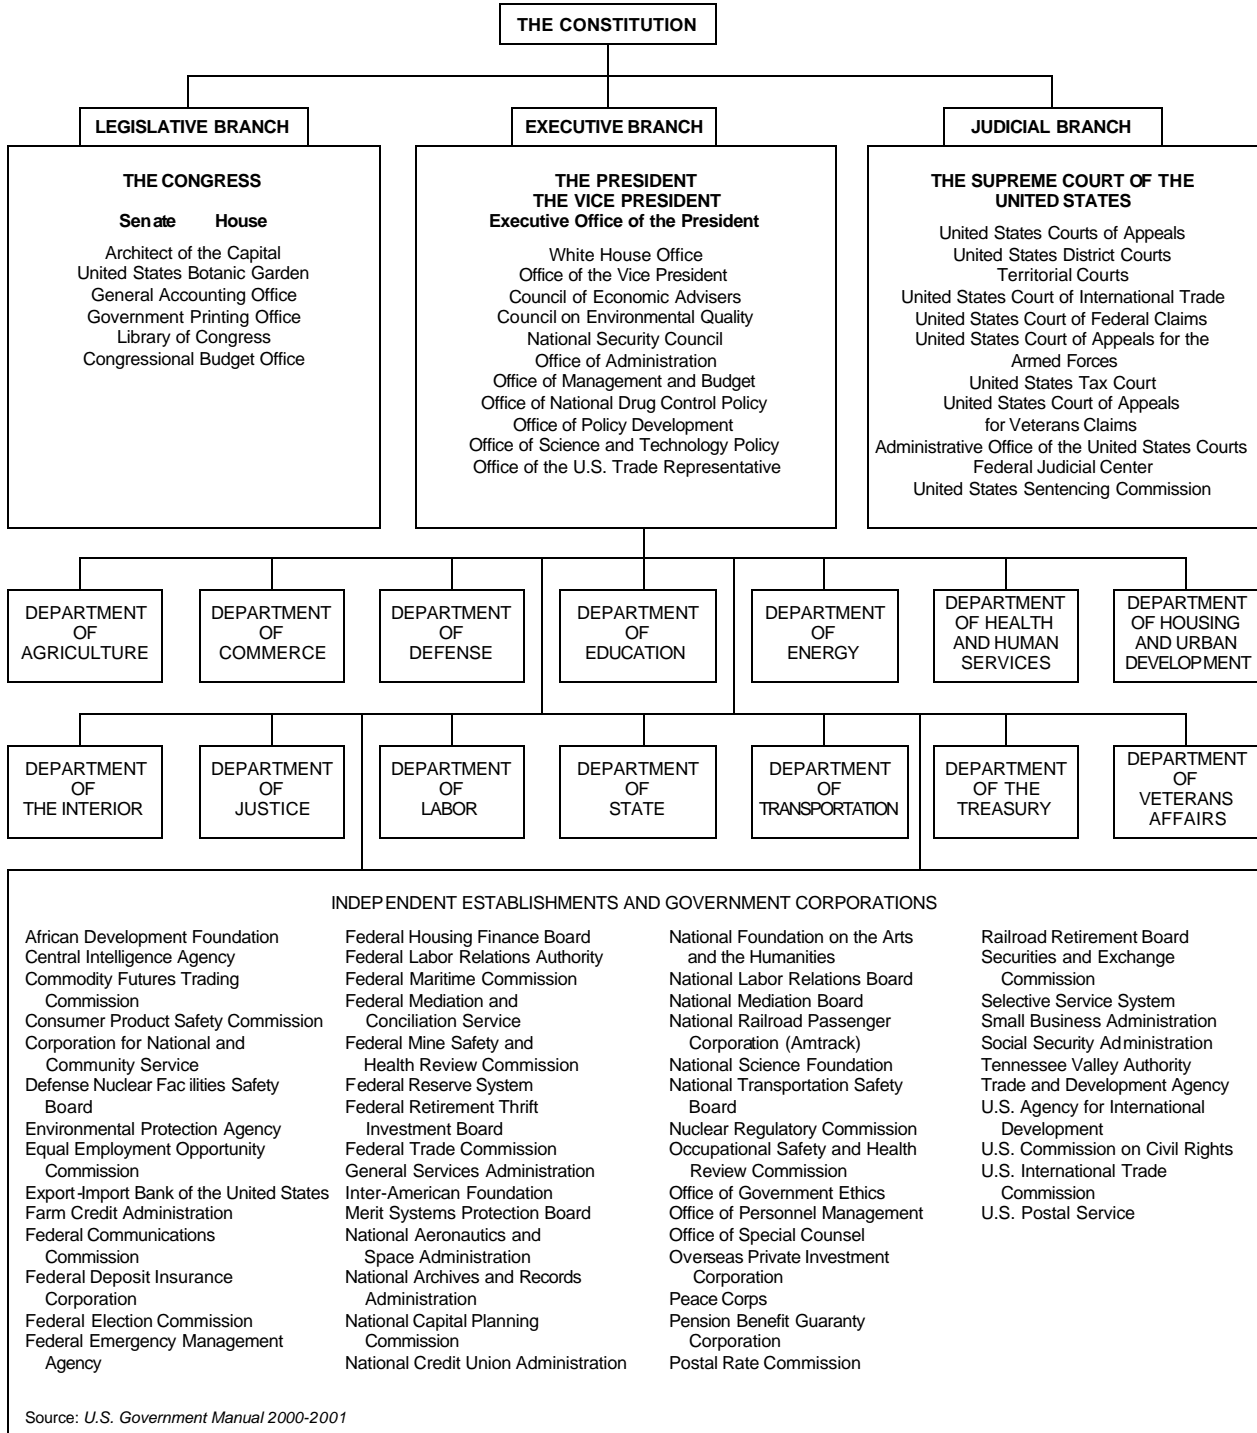 THE CONSTITUTION
LEGISLATIVE BRANCH
THE CONGRESS
Senate House
Architect of the Capital
United States Botanic Garden
General Accounting Office
Government Printing Office
Library of Congress
Congressional Budget Office
EXECUTIVE BRANCH
THE PRESIDENT
THE VICE PRESIDENT
Executive Office of the President
White House Office
Office of the Vice President
Council of Economic Advisers
Council on Environmental Quality
National Security Council
Office of Administration
Office of Management and Budget
Office of National Drug Control Policy
Office of Policy Development
Office of Science and Technology Policy
Office of the U.S. Trade Representative
JUDICIAL BRANCH
THE SUPREME COURT OF THE
UNITED STATES
United States Courts of Appeals
United States District Courts
Territorial Courts
United States Court of International Trade
United States Court of Federal Claims
United States Court of Appeals for the
Armed Forces
United States Tax Court
United States Court of Appeals
for Veterans Claims
Administrative Office of the United States Courts
Federal Judicial Center
United States Sentencing Commission
DEPARTMENT
OF
AGRICULTURE
DEPARTMENT
OF
COMMERCE
DEPARTMENT
OF
DEFENSE
DEPARTMENT
OF
EDUCATION
DEPARTMENT
OF
ENERGY
DEPARTMENT
OF HEALTH
AND HUMAN
SERVICES
DEPARTMENT
OF HOUSING
AND URBAN
DEVELOPMENT
DEPARTMENT
OF
THE INTERIOR
DEPARTMENT
OF
JUSTICE
DEPARTMENT
OF
LABOR
DEPARTMENT
OF
STATE
DEPARTMENT
OF
TRANSPORTATION
DEPARTMENT
OF THE
TREASURY
DEPARTMENT
OF
VETERANS
AFFAIRS
INDEPENDENT ESTABLISHMENTS AND GOVERNMENT CORPORATIONS
African Development Foundation
Central Intelligence Agency
Commodity Futures Trading
Commission
Consumer Product Safety Commission
Corporation for National and
Community Service
Defense Nuclear Facilities Safety
Board
Environmental Protection Agency
Equal Employment Opportunity
Commission
Export-Import Bank of the United States
Farm Credit Administration
Federal Communications
Commission
Federal Deposit Insurance
Corporation
Federal Election Commission
Federal Emergency Management
Agency
Federal Housing Finance Board
Federal Labor Relations Authority
Federal Maritime Commission
Federal Mediation and
Conciliation Service
Federal Mine Safety and
Health Review Commission
Federal Reserve System
Federal Retirement Thrift
Investment Board
Federal Trade Commission
General Services Administration
Inter-American Foundation
Merit Systems Protection Board
National Aeronautics and
Space Administration
National Archives and Records
Administration
National Capital Planning
Commission
National Credit Union Administration
National Foundation on the Arts
and the Humanities
National Labor Relations Board
National Mediation Board
National Railroad Passenger
Corporation (Amtrack)
National Science Foundation
National Transportation Safety
Board
Nuclear Regulatory Commission
Occupational Safety and Health
Review Commission
Office of Government Ethics
Office of Personnel Management
Office of Special Counsel
Overseas Private Investment
Corporation
Peace Corps
Pension Benefit Guaranty
Corporation
Postal Rate Commission
Railroad Retirement Board
Securities and Exchange
Commission
Selective Service System
Small Business Administration
Social Security Administration
Tennessee Valley Authority
Trade and Development Agency
U.S. Agency for International
Development
U.S. Commission on Civil Rights
U.S. International Trade
Commission
U.S. Postal Service
Source: U.S. Government Manual 2000-2001